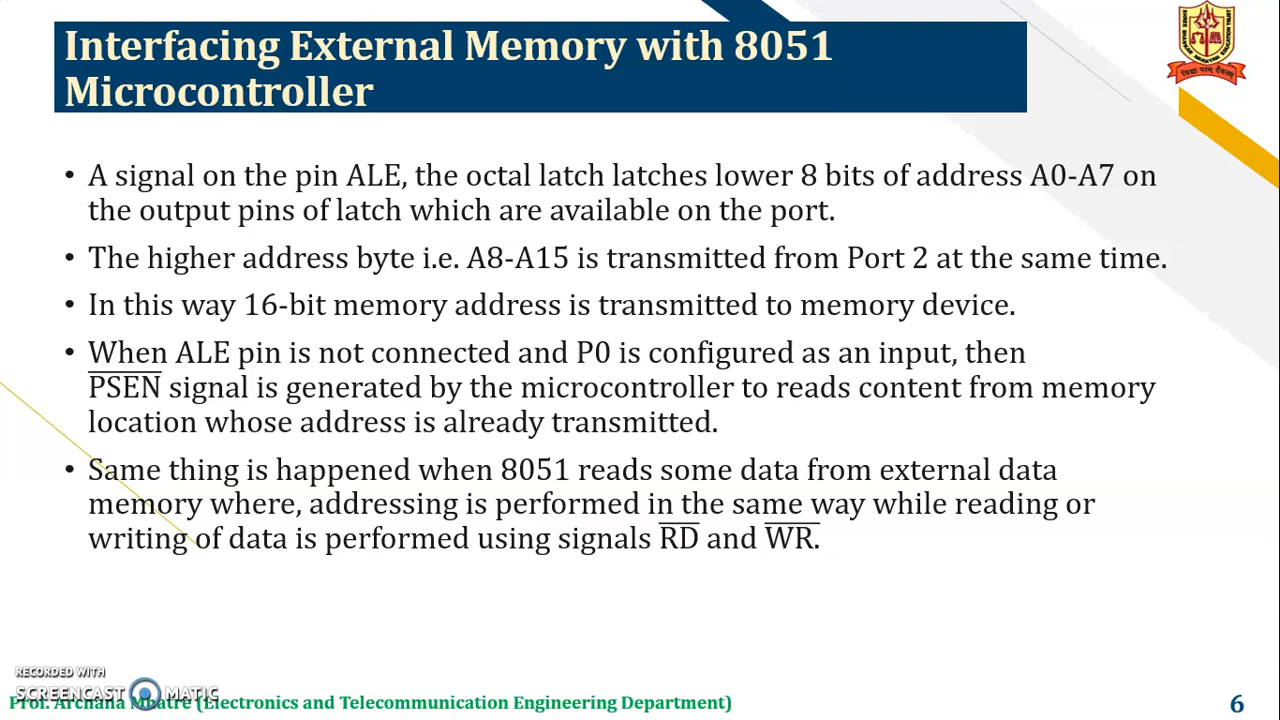 Interfacing External Memory with 8051
Microcontroller
• A signal on the pin ALE, the octal latch latches lower 8 bits of address A0-A7 on
the output pins of latch which are available on the port.
• The higher address byte i.e. A8-A15 is transmitted from Port 2 at the same time.
• In this way 16-bit memory address is transmitted to memory device.
• When ALE pin is not connected and P0 is configured as an input, then
P̅S̅E̅N̅ signal is generated by the microcontroller to reads content from memory
location whose address is already transmitted.
• Same thing is happened when 8051 reads some data from external data
memory where, addressing is performed in the same way while reading or
writing of data is performed using signals R̅D̅ and W̅R̅.
RECORDED WITH
SCREENCAST MATIC
Prof. Archana Mhatre (Electronics and Telecommunication Engineering Department)
6